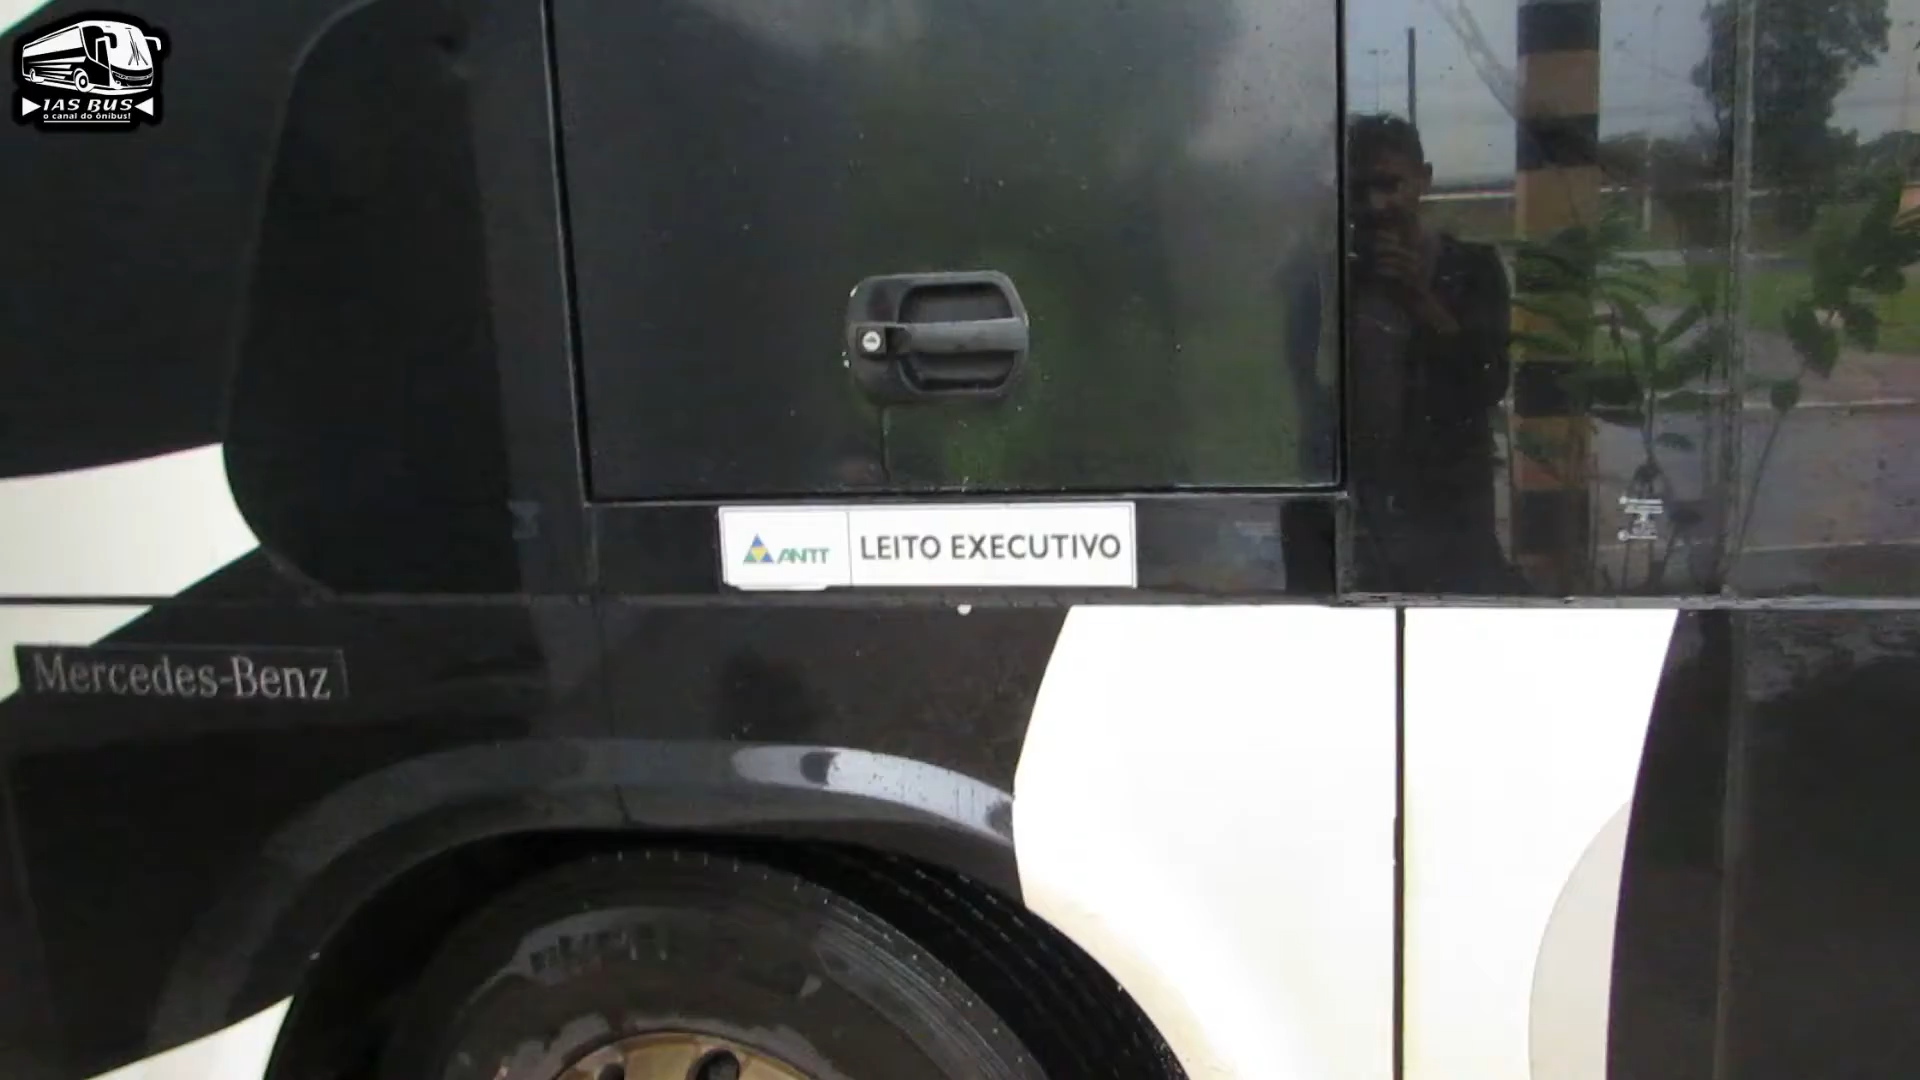 IAS BUS
o canal do ônibus!
ANTT
LEITO EXECUTIVO
Mercedes-Benz